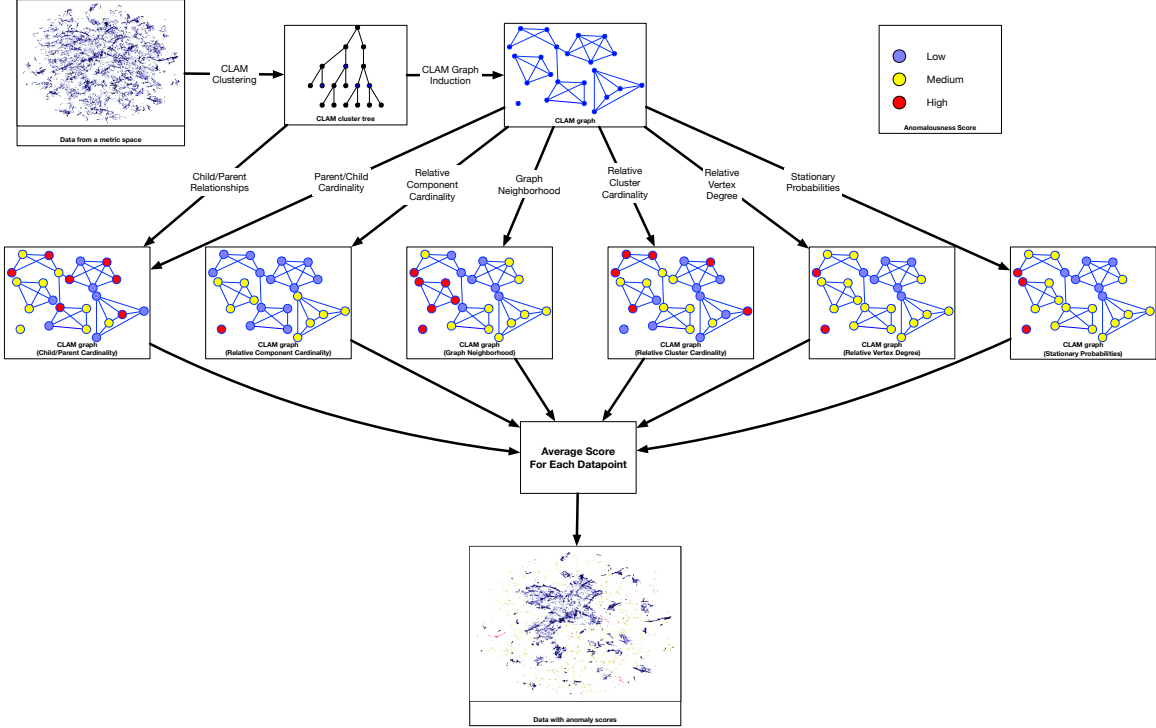 CLAM
Clustering
CLAM Graph
Induction
Low
Medium
High
Anomalousness Score
CLAM cluster tree
CLAM graph
Data from a metric space
Child/Parent
Relationships
Parent/Child
Cardinality
Relative
Component
Cardinality
Graph
Neighborhood
Relative
Cluster
Cardinality
Relative
Vertex
Degree
Stationary
Probabilities
CLAM graph
(Child/Parent Cardinality)
CLAM graph
(Relative Component Cardinality)
CLAM graph
(Graph Neighborhood)
CLAM graph
(Relative Cluster Cardinality)
CLAM graph
(Relative Vertex Degree)
CLAM graph
(Stationary Probabilities)
Average Score
For Each Datapoint
Data with anomaly scores